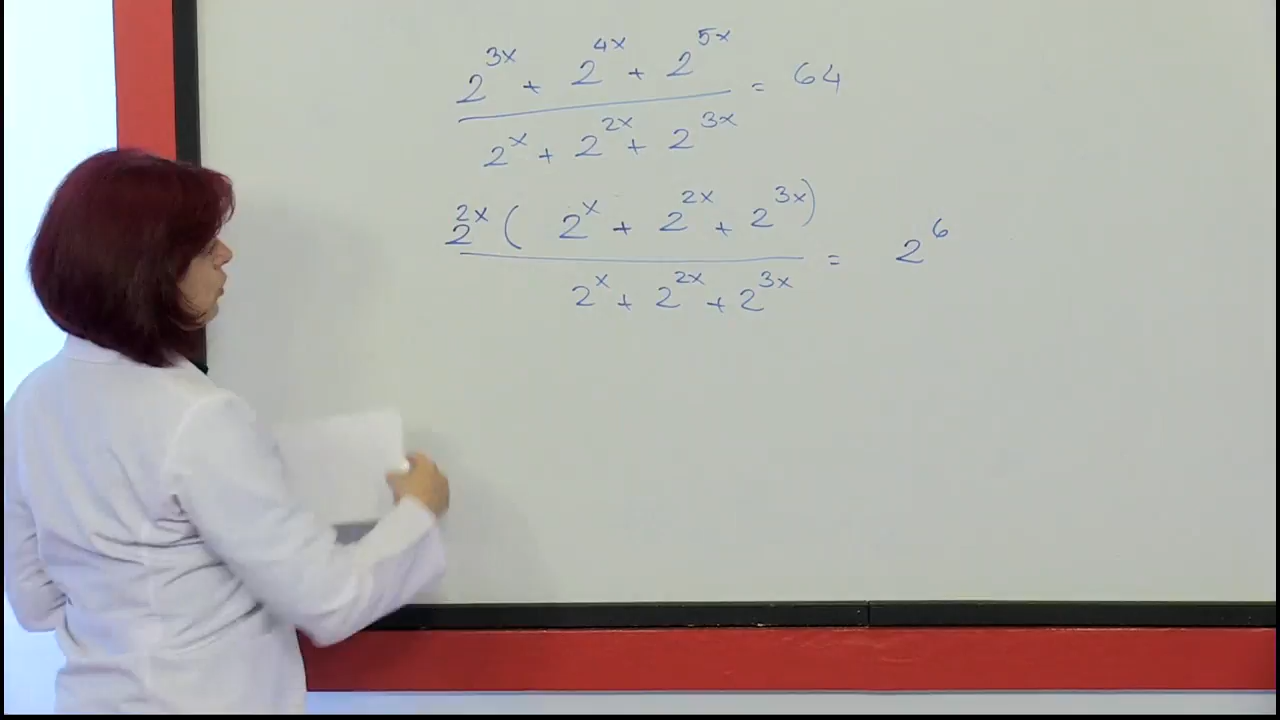 2^{3x} + 2^{4x} + 2^{5x}
2^x + 2^{2x} + 2^{3x} = 64
2^{2x} ( 2^x + 2^{2x} + 2^{3x} )
2^x + 2^{2x} + 2^{3x} = 2^6